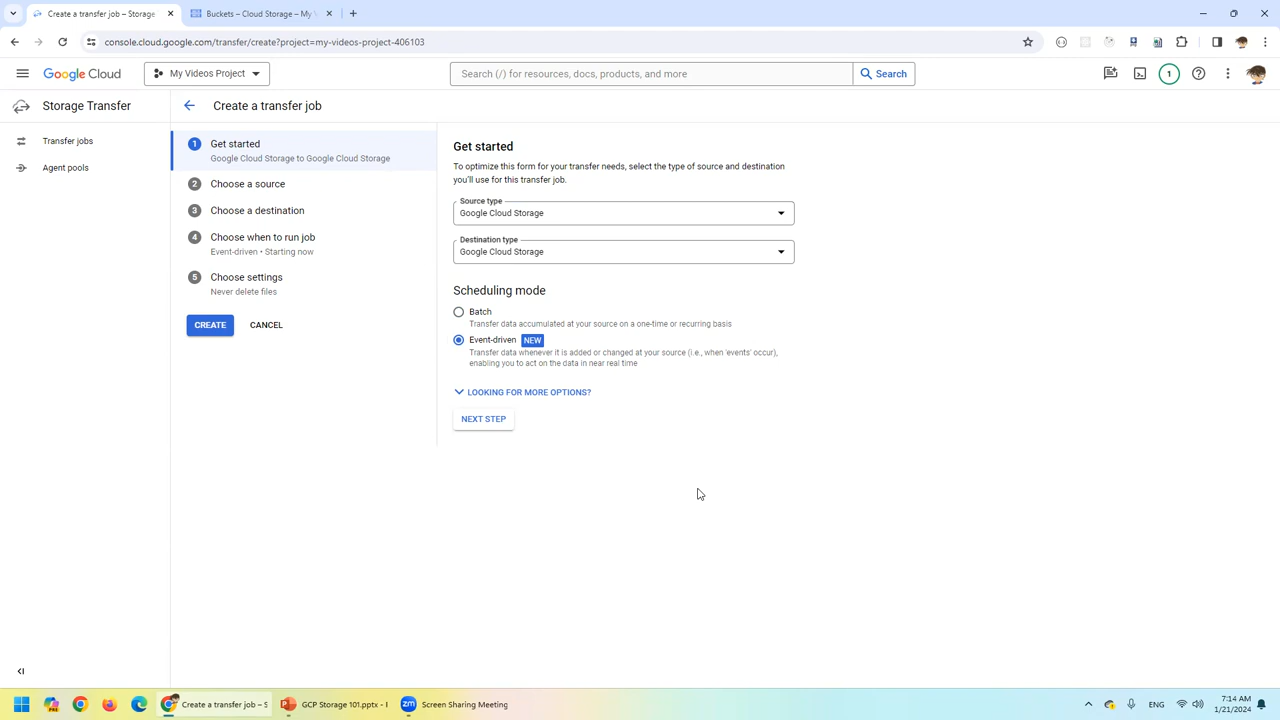 Create a transfer job - Storage
Buckets – Cloud Storage – My
console.cloud.google.com/transfer/create?project=my-videos-project-406103
Google Cloud
My Videos Project
Search (/) for resources, docs, products, and more
Search
1
Storage Transfer
Create a transfer job
Transfer jobs
Agent pools
1
Get started
Google Cloud Storage to Google Cloud Storage
2
Choose a source
3
Choose a destination
4
Choose when to run job
Event-driven • Starting now
5
Choose settings
Never delete files
CREATE
CANCEL
Get started
To optimize this form for your transfer needs, select the type of source and destination
you'll use for this transfer job.
Source type
Google Cloud Storage
Destination type
Google Cloud Storage
Scheduling mode
Batch
Transfer data accumulated at your source on a one-time or recurring basis
Event-driven NEW
Transfer data whenever it is added or changed at your source (i.e., when 'events' occur),
enabling you to act on the data in near real time
LOOKING FOR MORE OPTIONS?
NEXT STEP
Create a transfer job – S
GCP Storage 101.pptx - I
zm
Screen Sharing Meeting
ENG
7:14 AM
1/21/2024